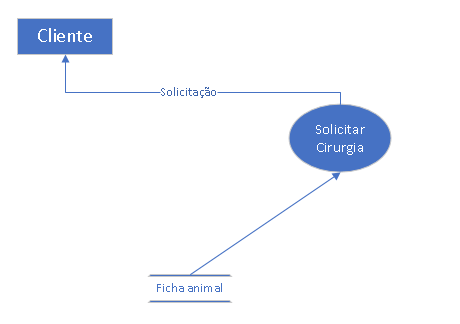 Cliente
Solicitação
Solicitar
Cirurgia
Ficha animal